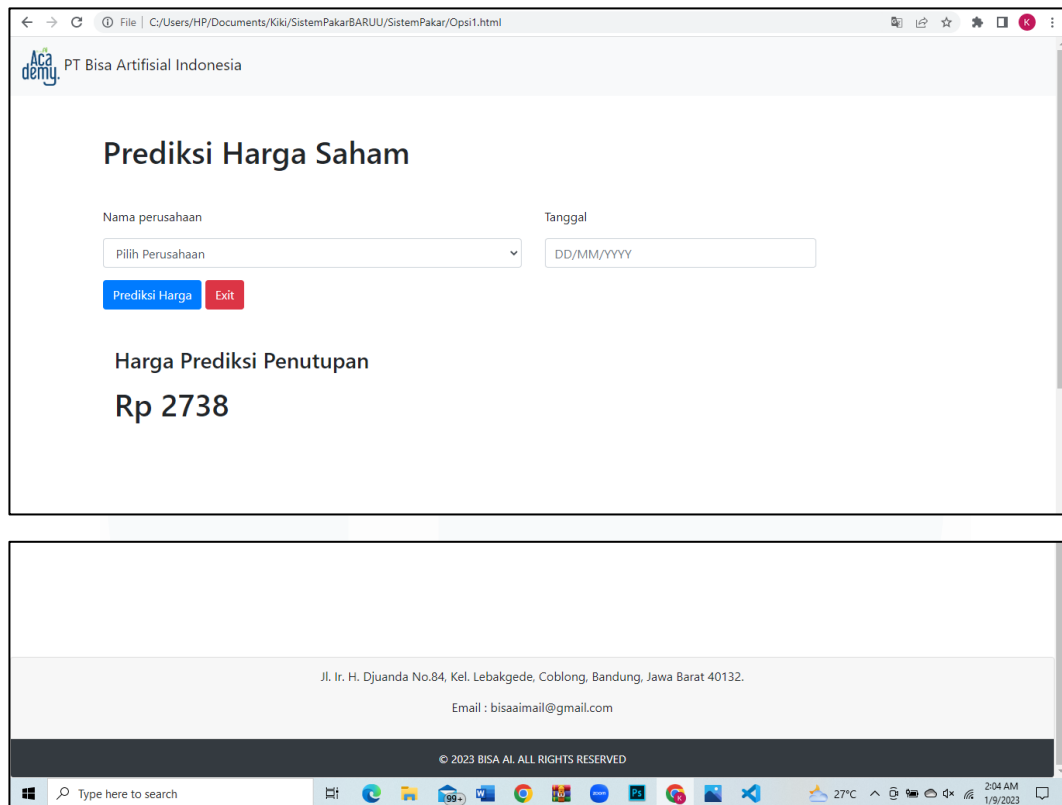 File | C:/Users/HP/Documents/Kiki/SistemPakarBARUU/SistemPakar/Opsi1.html
K
Aca
demy.
PT Bisa Artifisial Indonesia
Prediksi Harga Saham
Nama perusahaan
Tanggal
Pilih Perusahaan
DD/MM/YYYY
Prediksi Harga
Exit
Harga Prediksi Penutupan
Rp 2738
Jl. Ir. H. Djuanda No.84, Kel. Lebakgede, Coblong, Bandung, Jawa Barat 40132.
Email : bisaaimail@gmail.com
© 2023 BISA AI. ALL RIGHTS RESERVED
Type here to search
99+
W
zoom
Ps
K
27°C
2:04 AM
1/9/2023